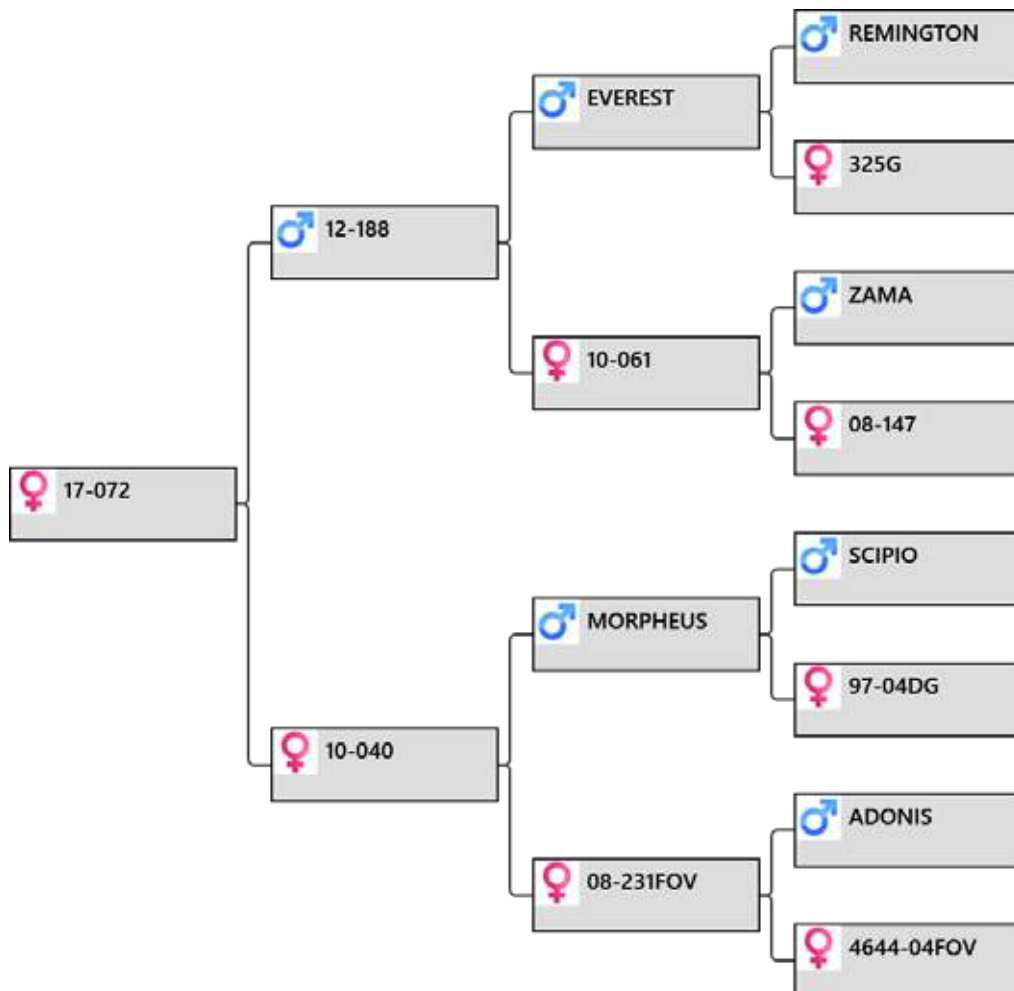 REMINGTON
EVEREST
325G
12-188
ZAMA
10-061
08-147
17-072
SCIPIO
MORPHEUS
97-04DG
10-040
ADONIS
08-231FOV
4644-04FOV